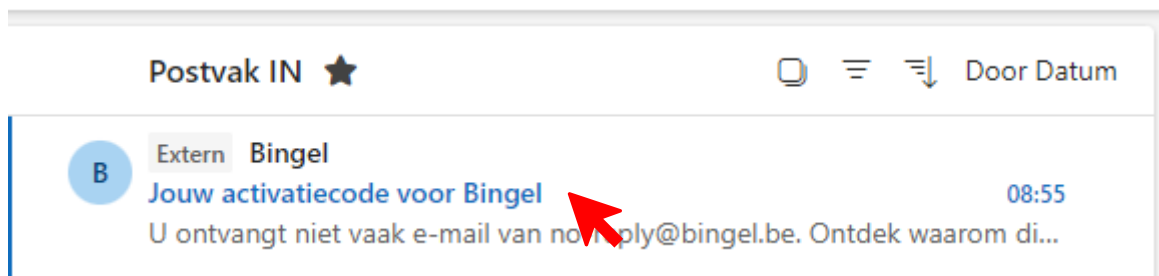 Postvak IN
Door Datum
B
Extern Bingel
Jouw activatiecode voor Bingel
08:55
U ontvangt niet vaak e-mail van no-reply@bingel.be. Ontdek waarom di...